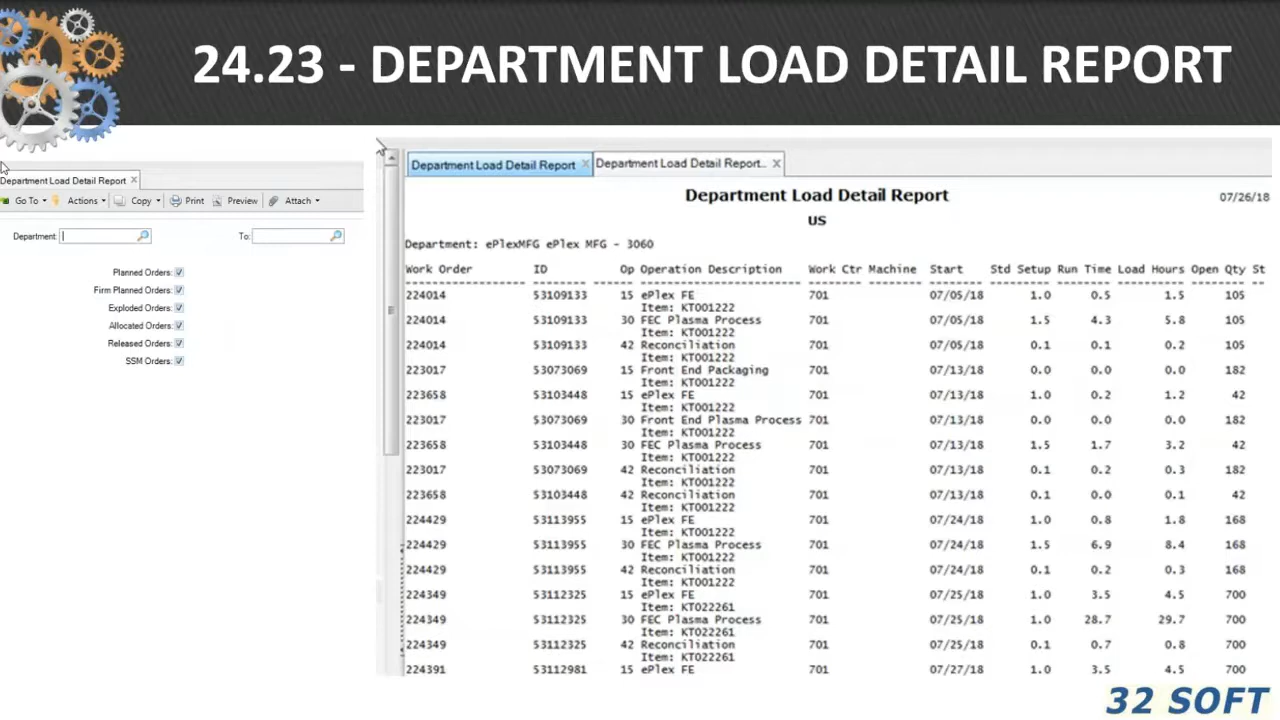 24.23 - DEPARTMENT LOAD DETAIL REPORT
Department Load Detail Report
Go To Actions Copy Print Preview Attach
Department: To:
Planned Orders:
Firm Planned Orders:
Exploded Orders:
Allocated Orders:
Released Orders:
SSM Orders:
Department Load Detail Report Department Load Detail Report..
Department Load Detail Report 07/26/18
US
Department: ePlexMFG ePlex MFG - 3060
Work Order ID Op Operation Description Work Ctr Machine Start Std Setup Run Time Load Hours Open Qty St
224014 53109133 15 ePlex FE 701 07/05/18 1.0 0.5 1.5 105
Item: KT001222
224014 53109133 30 FEC Plasma Process 701 07/05/18 1.5 4.3 5.8 105
Item: KT001222
224014 53109133 42 Reconciliation 701 07/05/18 0.1 0.1 0.2 105
Item: KT001222
223017 53073069 15 Front End Packaging 701 07/13/18 0.0 0.0 0.0 182
Item: KT001222
223658 53103448 15 ePlex FE 701 07/13/18 1.0 0.2 1.2 42
Item: KT001222
223017 53073069 30 Front End Plasma Process 701 07/13/18 0.0 0.0 0.0 182
Item: KT001222
223658 53103448 30 FEC Plasma Process 701 07/13/18 1.5 1.7 3.2 42
Item: KT001222
223017 53073069 42 Reconciliation 701 07/13/18 0.1 0.2 0.3 182
Item: KT001222
223658 53103448 42 Reconciliation 701 07/13/18 0.1 0.0 0.1 42
Item: KT001222
224429 53113955 15 ePlex FE 701 07/24/18 1.0 0.8 1.8 168
Item: KT001222
224429 53113955 30 FEC Plasma Process 701 07/24/18 1.5 6.9 8.4 168
Item: KT001222
224429 53113955 42 Reconciliation 701 07/24/18 0.1 0.2 0.3 168
Item: KT001222
224349 53112325 15 ePlex FE 701 07/25/18 1.0 3.5 4.5 700
Item: KT022261
224349 53112325 30 FEC Plasma Process 701 07/25/18 1.0 28.7 29.7 700
Item: KT022261
224349 53112325 42 Reconciliation 701 07/25/18 0.1 0.7 0.8 700
Item: KT022261
224391 53112981 15 ePlex FE 701 07/27/18 1.0 3.5 4.5 700
32 SOFT